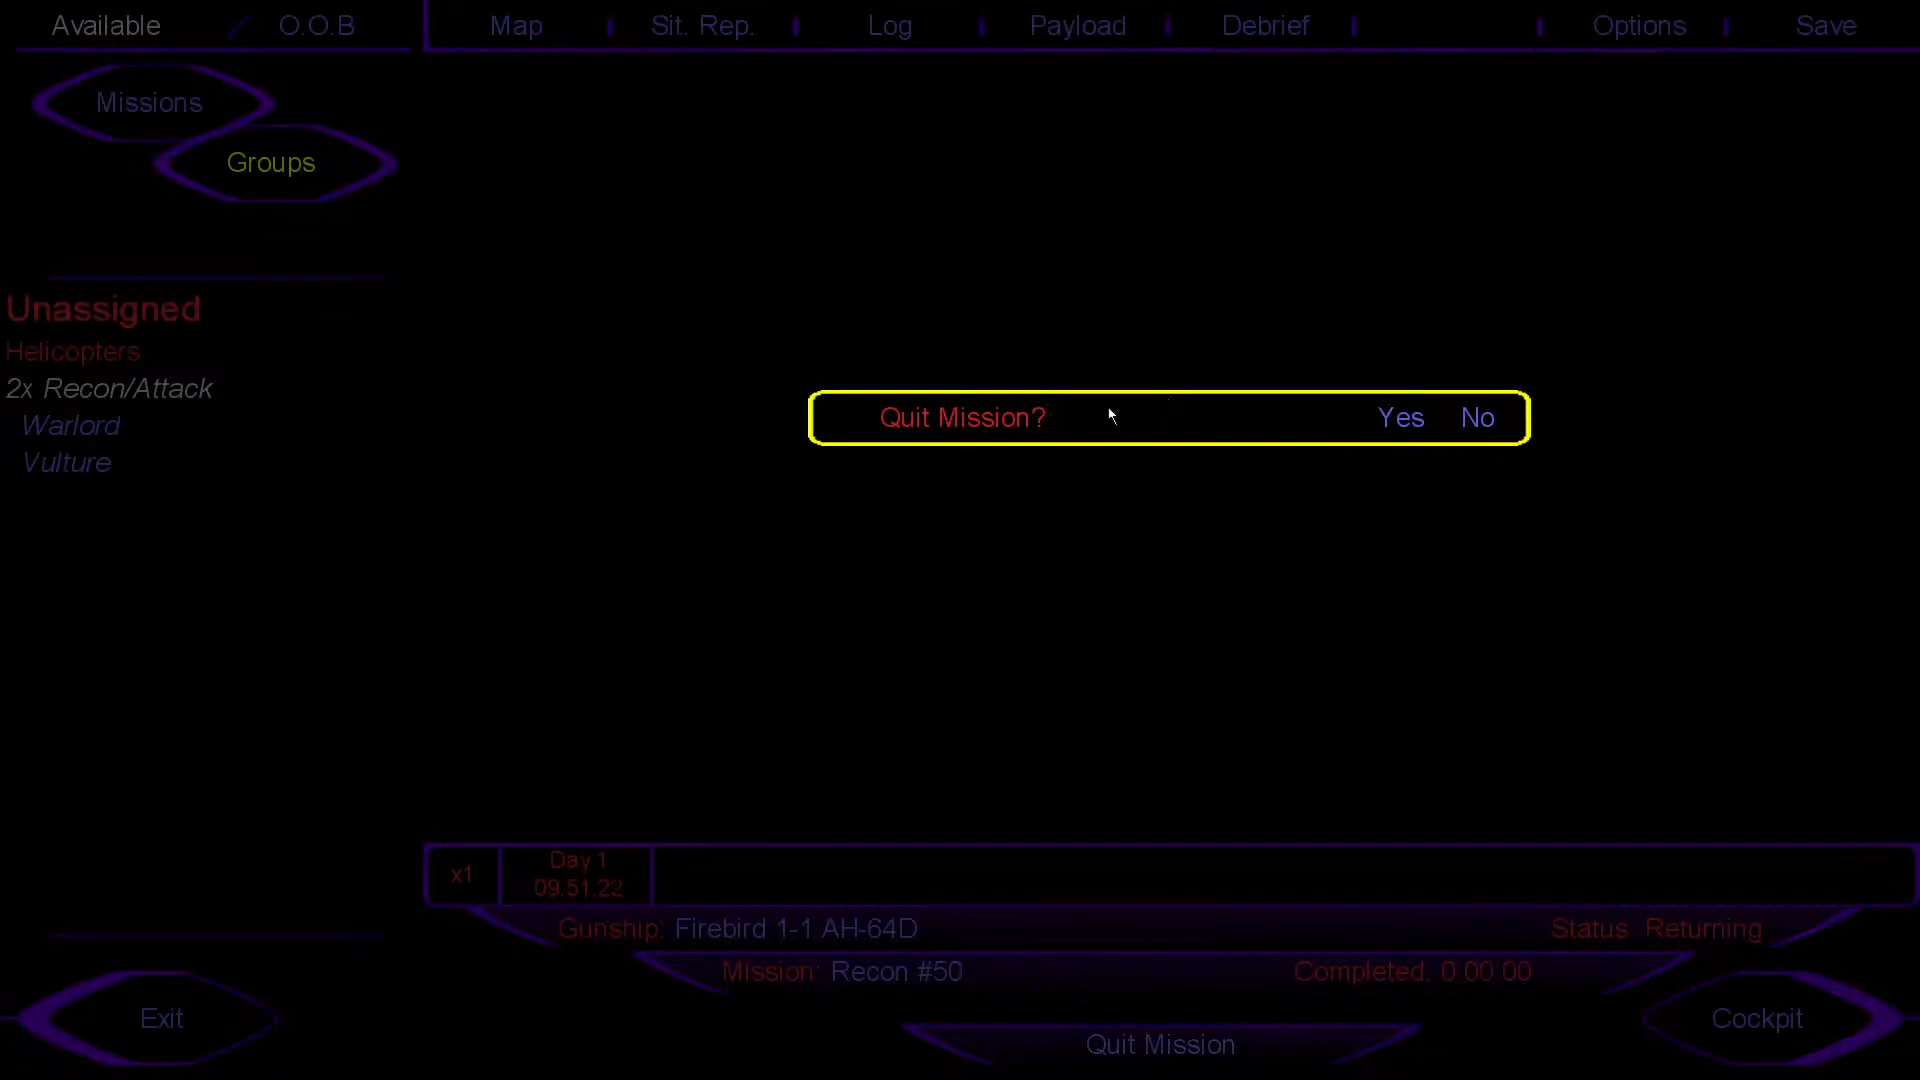 Available / O.O.B
Map
Sit. Rep.
Log
Payload
Debrief
Options
Save
Missions
Groups
Unassigned
Helicopters
2x Recon/Attack
Warlord
Vulture
Quit Mission? Yes No
x1
Day 1
09.51.22
Gunship: Firebird 1-1 AH-64D
Status Returning
Mission: Recon #50
Completed. 0 00 00
Exit
Quit Mission
Cockpit